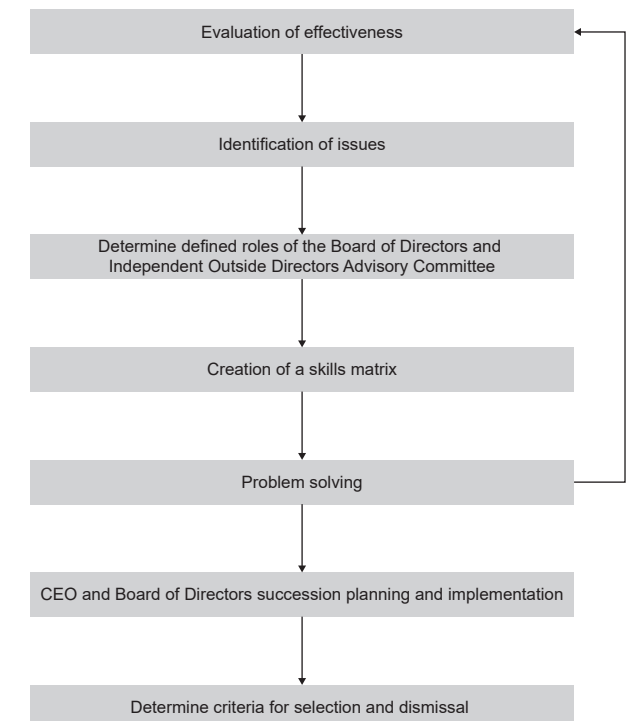 Evaluation of effectiveness
Identification of issues
Determine defined roles of the Board of Directors and
Independent Outside Directors Advisory Committee
Creation of a skills matrix
Problem solving
CEO and Board of Directors succession planning and implementation
Determine criteria for selection and dismissal